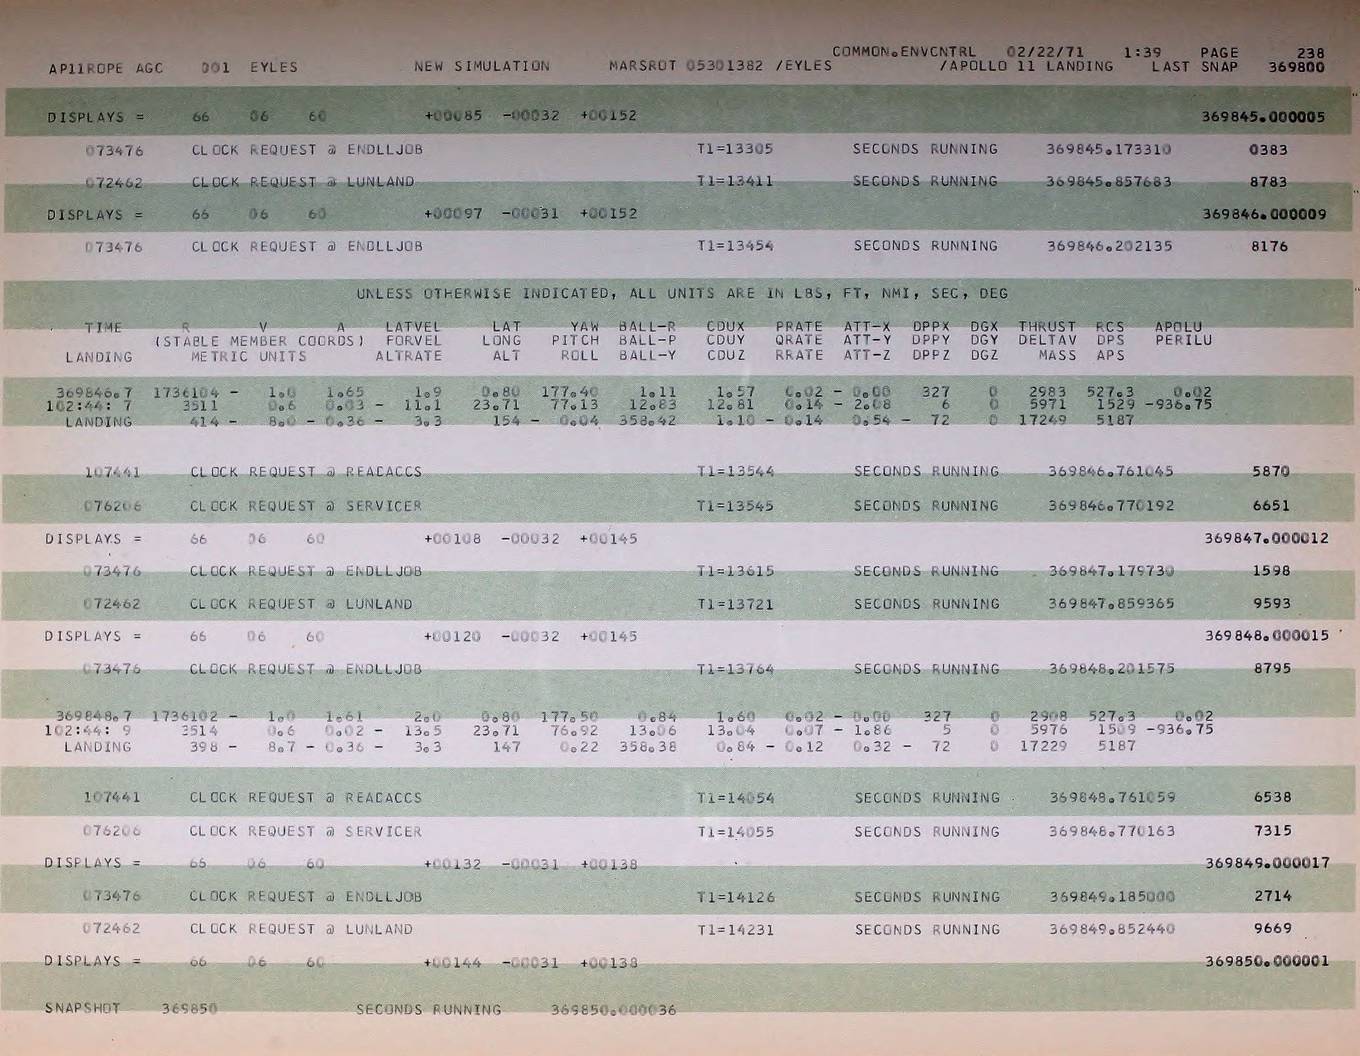 COMMON.ENVCNTRL 02/22/71 1:39 PAGE 238
AP11ROPE AGC 001 EYLES NEW SIMULATION MARSROT 05301382 /EYLES /APOLLO 11 LANDING LAST SNAP 369800
DISPLAYS = 66 06 60 +00085 -00032 +00152 369845.000005
073476 CLOCK REQUEST @ ENDLLJOB T1=13305 SECONDS RUNNING 369845.173310 0383
072462 CLOCK REQUEST @ LUNLAND T1=13411 SECONDS RUNNING 369845.857683 8783
DISPLAYS = 66 06 60 +00097 -00031 +00152 369846.000009
073476 CLOCK REQUEST @ ENDLLJOB T1=13454 SECONDS RUNNING 369846.202135 8176
UNLESS OTHERWISE INDICATED, ALL UNITS ARE IN LBS, FT, NMI, SEC, DEG
TIME R V A LATVEL LAT YAW BALL-R CDUX PRATE ATT-X DPPX DGX THRUST RCS APOLU
(STABLE MEMBER COORDS) FORVEL LONG PITCH BALL-P CDUY QRATE ATT-Y DPPY DGY DELTAV DPS PERILU
LANDING METRIC UNITS ALTRATE ALT ROLL BALL-Y CDUZ RRATE ATT-Z DPPZ DGZ MASS APS
369846.7 1736104 - 1.0 1.65 1.9 0.80 177.40 1.11 1.57 0.02 - 0.00 327 0 2983 527.3 0.02
102:44: 7 3511 0.6 0.03 - 11.1 23.71 77.13 12.83 12.81 0.14 - 2.08 6 0 5971 1529 -936.75
LANDING 414 - 8.0 - 0.36 - 3.3 154 - 0.04 358.42 1.10 - 0.14 0.54 - 72 0 17249 5187
107441 CLOCK REQUEST @ READACCS T1=13544 SECONDS RUNNING 369846.761045 5870
076206 CLOCK REQUEST @ SERVICER T1=13545 SECONDS RUNNING 369846.770192 6651
DISPLAYS = 66 06 60 +00108 -00032 +00145 369847.000012
073476 CLOCK REQUEST @ ENDLLJOB T1=13615 SECONDS RUNNING 369847.179730 1598
072462 CLOCK REQUEST @ LUNLAND T1=13721 SECONDS RUNNING 369847.859365 9593
DISPLAYS = 66 06 60 +00120 -00032 +00145 369848.000015
073476 CLOCK REQUEST @ ENDLLJOB T1=13764 SECONDS RUNNING 369848.201575 8795
369848.7 1736102 - 1.0 1.61 2.0 0.80 177.50 0.84 1.60 0.02 - 0.00 327 0 2908 527.3 0.02
102:44: 9 3514 0.6 0.02 - 13.5 23.71 76.92 13.06 13.04 0.07 - 1.86 5 0 5976 1509 -936.75
LANDING 398 - 8.7 - 0.36 - 3.3 147 0.22 358.38 0.84 - 0.12 0.32 - 72 0 17229 5187
107441 CLOCK REQUEST @ READACCS T1=14054 SECONDS RUNNING 369848.761059 6538
076206 CLOCK REQUEST @ SERVICER T1=14055 SECONDS RUNNING 369848.770163 7315
DISPLAYS = 66 06 60 +00132 -00031 +00138 369849.000017
073476 CLOCK REQUEST @ ENDLLJOB T1=14126 SECONDS RUNNING 369849.185000 2714
072462 CLOCK REQUEST @ LUNLAND T1=14231 SECONDS RUNNING 369849.852440 9669
DISPLAYS = 66 06 60 +00144 -00031 +00138 369850.000001
SNAPSHOT 369850 SECONDS RUNNING 369850.000036